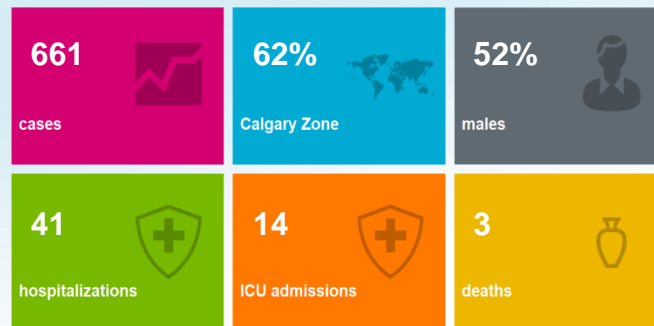 661
cases
62%
Calgary Zone
52%
males
41
hospitalizations
14
ICU admissions
3
deaths